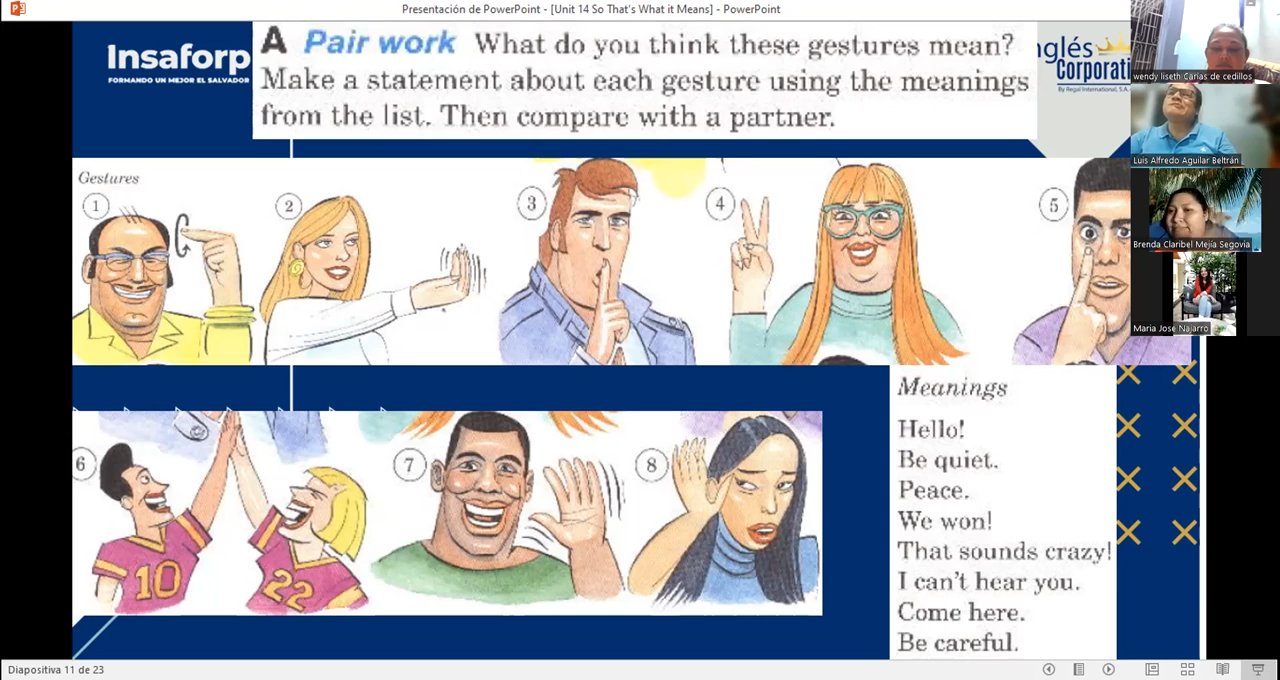 Presentación de PowerPoint - [Unit 14 So That's What it Means] - PowerPoint
Insaforp
FORMANDO UN MEJOR EL SALVADOR
A Pair work What do you think these gestures mean?
Make a statement about each gesture using the meanings
from the list. Then compare with a partner.
nglés
Corporati
By Regal International, S.A.
wendy liseth Carias de cedillos
Luis Alfredo Aguilar Beltrán
Brenda Claribel Mejía Segovia
Maria Jose Najarro
Gestures
1
2
3
4
5
6
10
22
7
8
Meanings
Hello!
Be quiet.
Peace.
We won!
That sounds crazy!
I can't hear you.
Come here.
Be careful.
Diapositiva 11 de 23